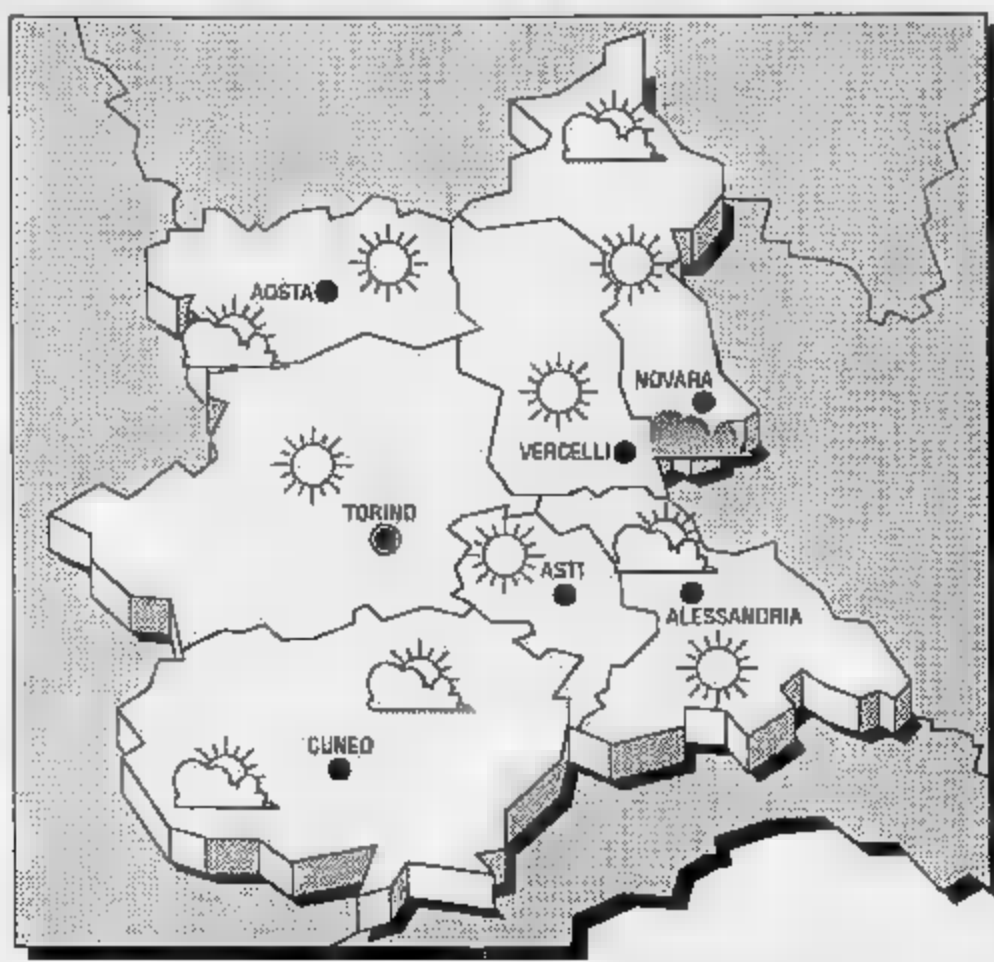 AOSTA
NOVARA
VERCELLI
TORINO
ASTI
ALESSANDRIA
CUNEO